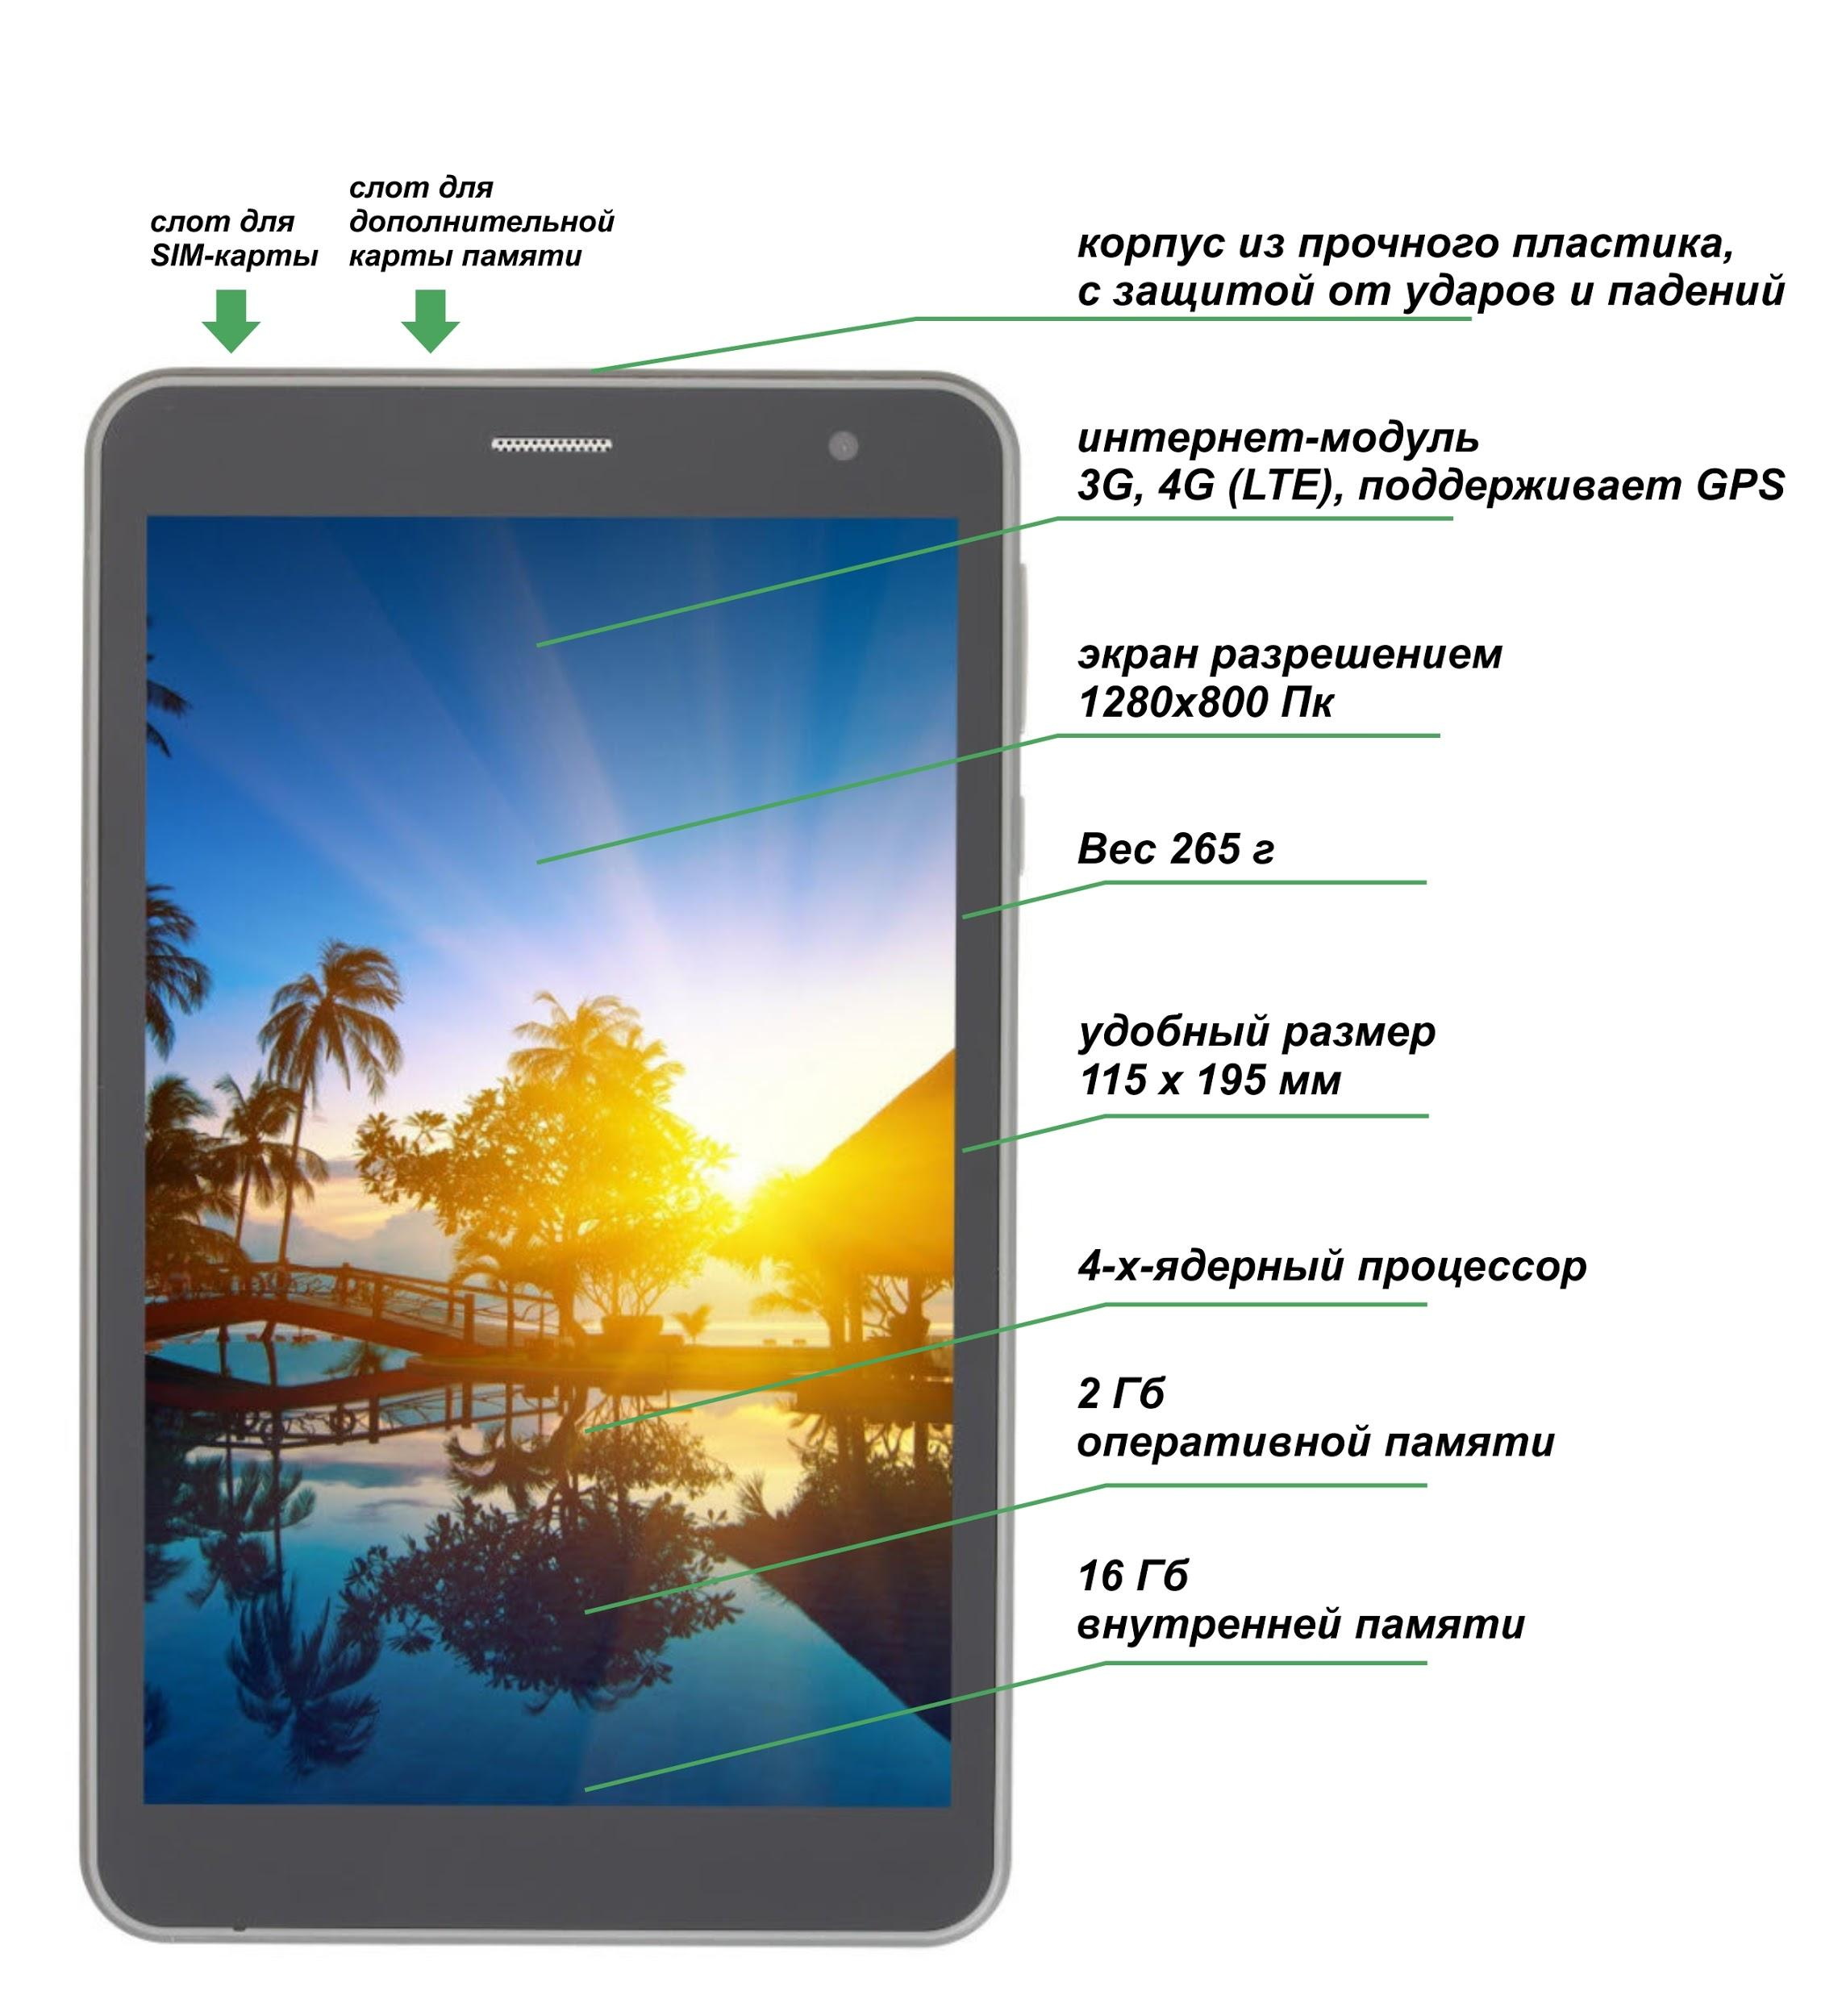 слот для
SIM-карты
слот для
дополнительной
карты памяти
корпус из прочного пластика,
с защитой от ударов и падений
интернет-модуль
3G, 4G (LTE), поддерживает GPS
экран разрешением
1280х800 Пк
Вес 265 г
удобный размер
115 х 195 мм
4-х-ядерный процессор
2 Гб
оперативной памяти
16 Гб
внутренней памяти